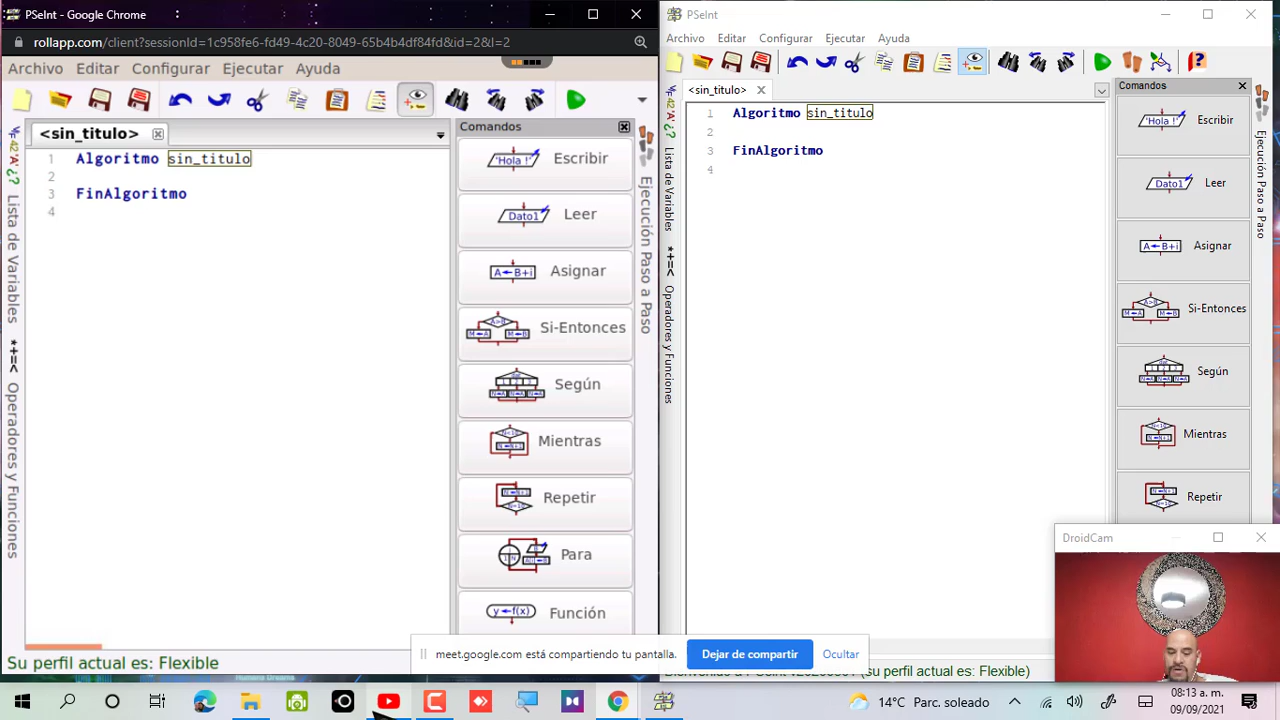 PSeInt - Google Chrome
rollapp.com/client?sessionId=1c958fe6-fd49-4c20-8049-65b4b4df84fd&id=2&l=2
Archivo Editar Configurar Ejecutar Ayuda
<sin_titulo>
1 Algoritmo sin_titulo
2
3 FinAlgoritmo
4
Lista de Variables
*+=< Operadores y Funciones
Comandos
'Hola !' Escribir
Dato1 Leer
A←B+i Asignar
Si-Entonces
Según
Mientras
Repetir
Para
y←f(x) Función
Ejecución Paso a Paso
Su perfil actual es: Flexible
PSeInt
Archivo Editar Configurar Ejecutar Ayuda
<sin_titulo>
1 Algoritmo sin_titulo
2
3 FinAlgoritmo
4
Lista de Variables
*+=< Operadores y Funciones
Comandos
'Hola !' Escribir
Dato1 Leer
A←B+i Asignar
Si-Entonces
Según
Mientras
Repetir
Ejecución Paso a Paso
DroidCam
meet.google.com está compartiendo tu pantalla. Dejar de compartir Ocultar
(su perfil actual es: Flexible)
14°C Parc. soleado
08:13 a. m.
09/09/2021